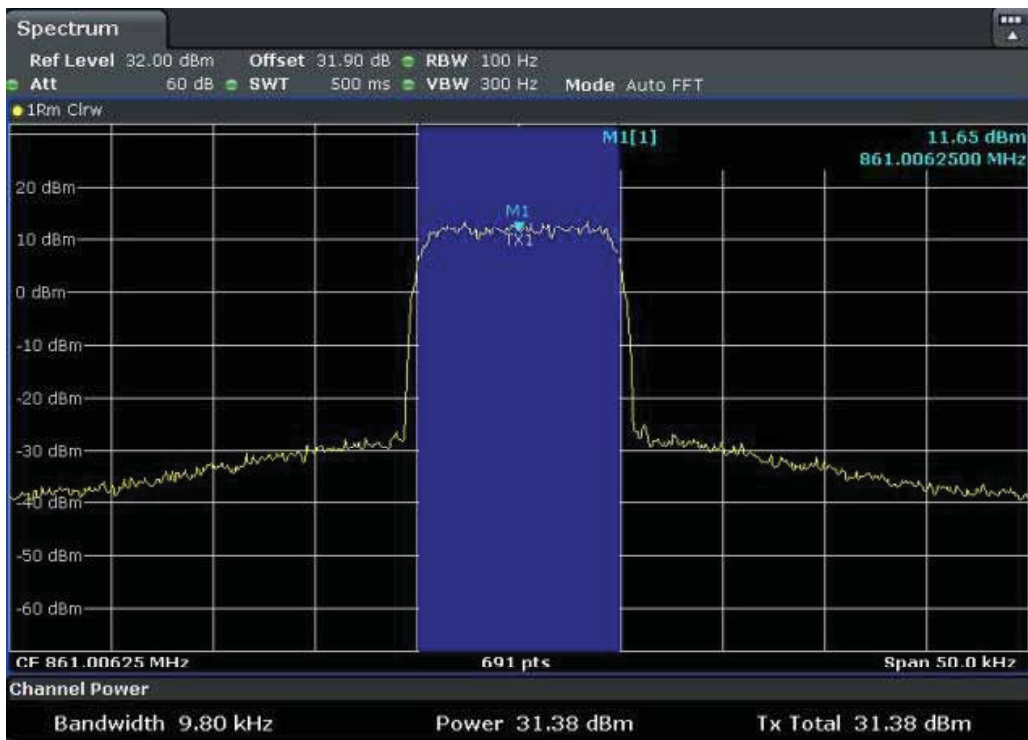 Spectrum
Ref Level 32.00 dBm Offset 31.90 dB RBW 100 Hz
Att 60 dB SWT 500 ms VBW 300 Hz Mode Auto FFT
1Rm Clrw
M1[1] 11.65 dBm
861.0062500 MHz
20 dBm
M1
10 dBm
TX1
0 dBm
-10 dBm
-20 dBm
-30 dBm
-40 dBm
-50 dBm
-60 dBm
CF 861.00625 MHz 691 pts Span 50.0 kHz
Channel Power
Bandwidth 9.80 kHz Power 31.38 dBm Tx Total 31.38 dBm